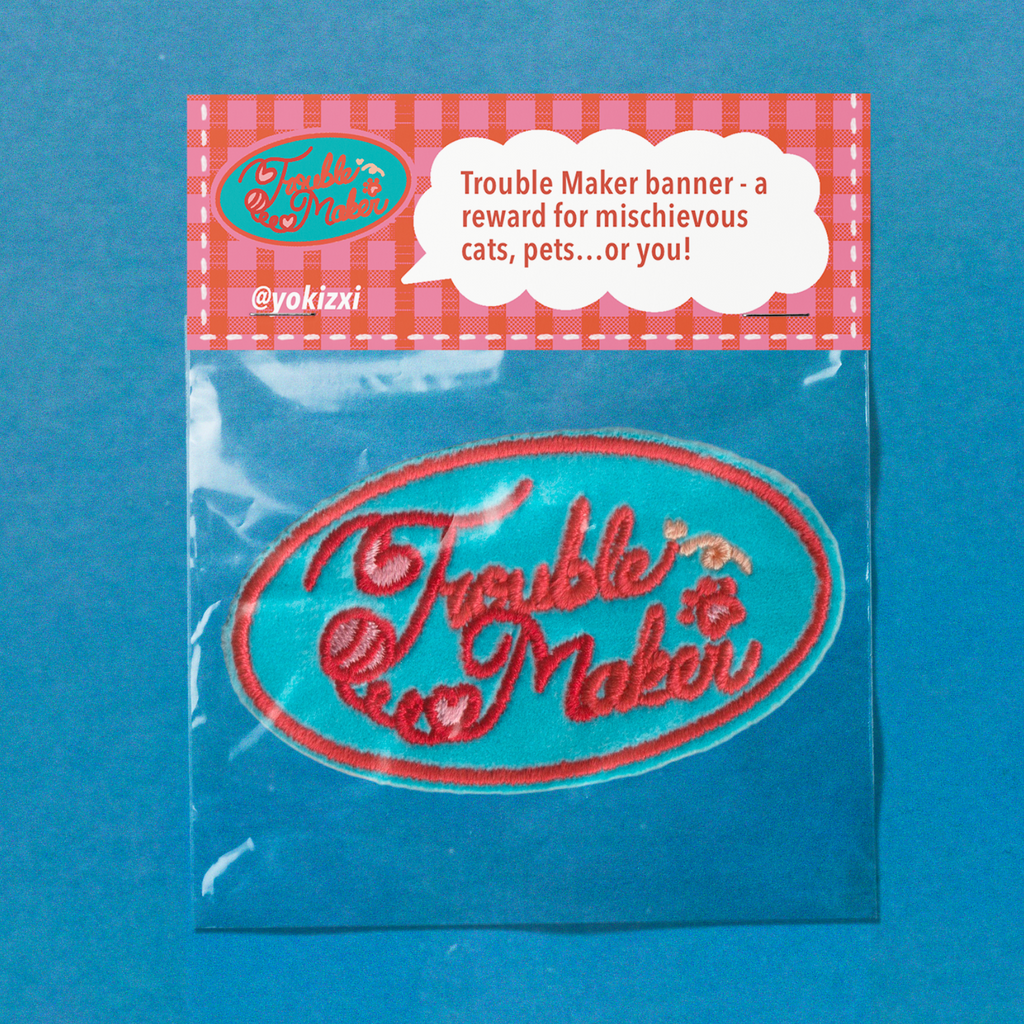 Trouble
Maker
Trouble Maker banner - a
reward for mischievous
cats, pets...or you!
@yokizxi
Trouble
Maker